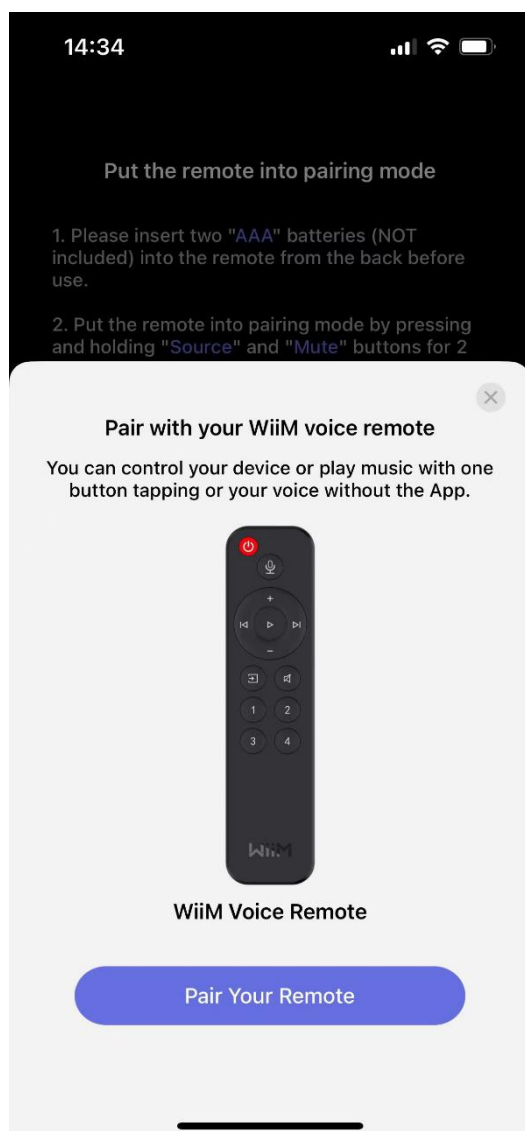 14:34
Put the remote into pairing mode
1. Please insert two "AAA" batteries (NOT
included) into the remote from the back before
use.
2. Put the remote into pairing mode by pressing
and holding "Source" and "Mute" buttons for 2
Pair with your WiiM voice remote
You can control your device or play music with one
button tapping or your voice without the App.
1 2
3 4
WiiM
WiiM Voice Remote
Pair Your Remote